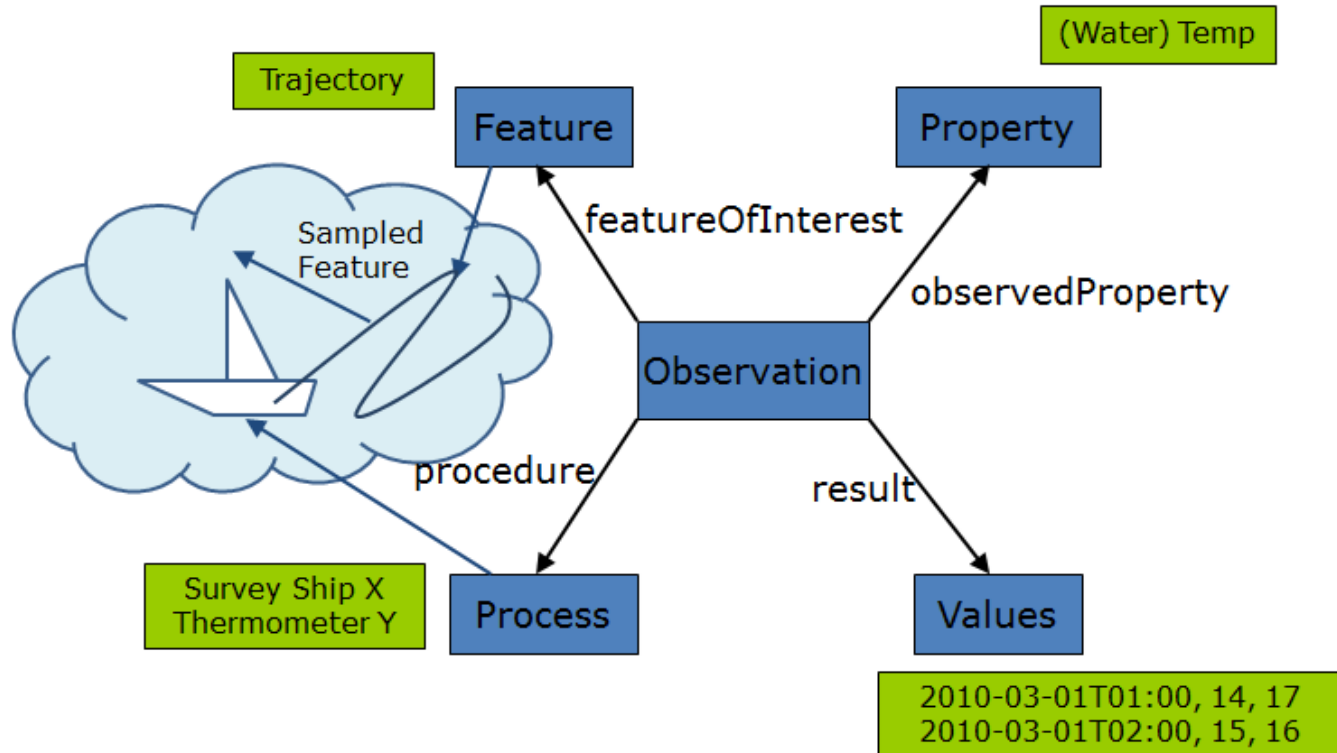 (Water) Temp
Trajectory
Feature
Property
Sampled
Feature
featureOfInterest
observedProperty
Observation
procedure
result
Survey Ship X
Thermometer Y
Process
Values
2010-03-01T01:00, 14, 17
2010-03-01T02:00, 15, 16